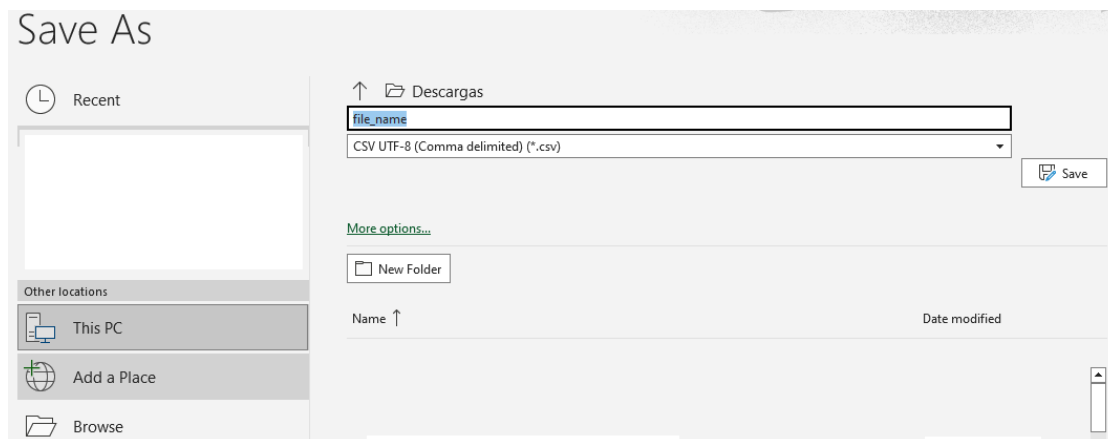 Save As
Recent
Other locations
This PC
Add a Place
Browse
Descargas
file_name
CSV UTF-8 (Comma delimited) (*.csv)
Save
More options...
New Folder
Name
Date modified